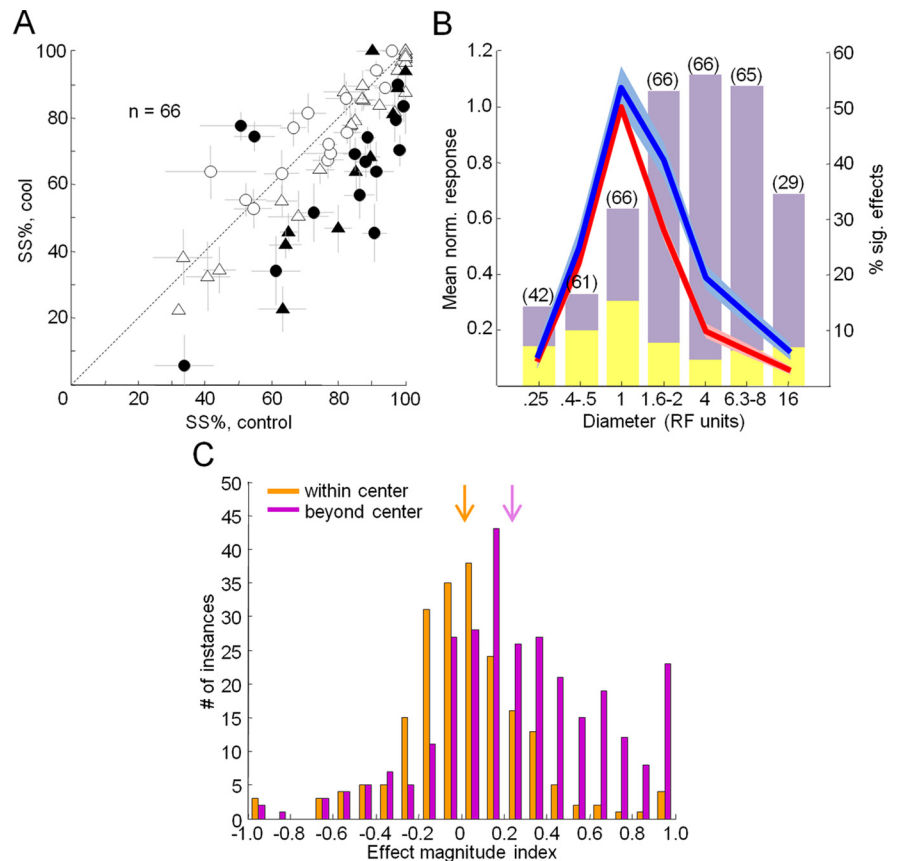 A
100
80
60
40
20
0
n = 66
SS%, cool
0 20 40 60 80 100
SS%, control
B
1.2
1.0
0.8
0.6
0.4
0.2
Mean norm. response
60
50
40
30
20
10
% sig. effects
(42) (61) (66) (66) (66) (65) (29)
.25 .4-.5 1 1.6-2 4 6.3-8 16
Diameter (RF units)
C
within center
beyond center
50
45
40
35
30
25
20
15
10
5
0
# of instances
-1.0 -0.8 -0.6 -0.4 -0.2 0 0.2 0.4 0.6 0.8 1.0
Effect magnitude index